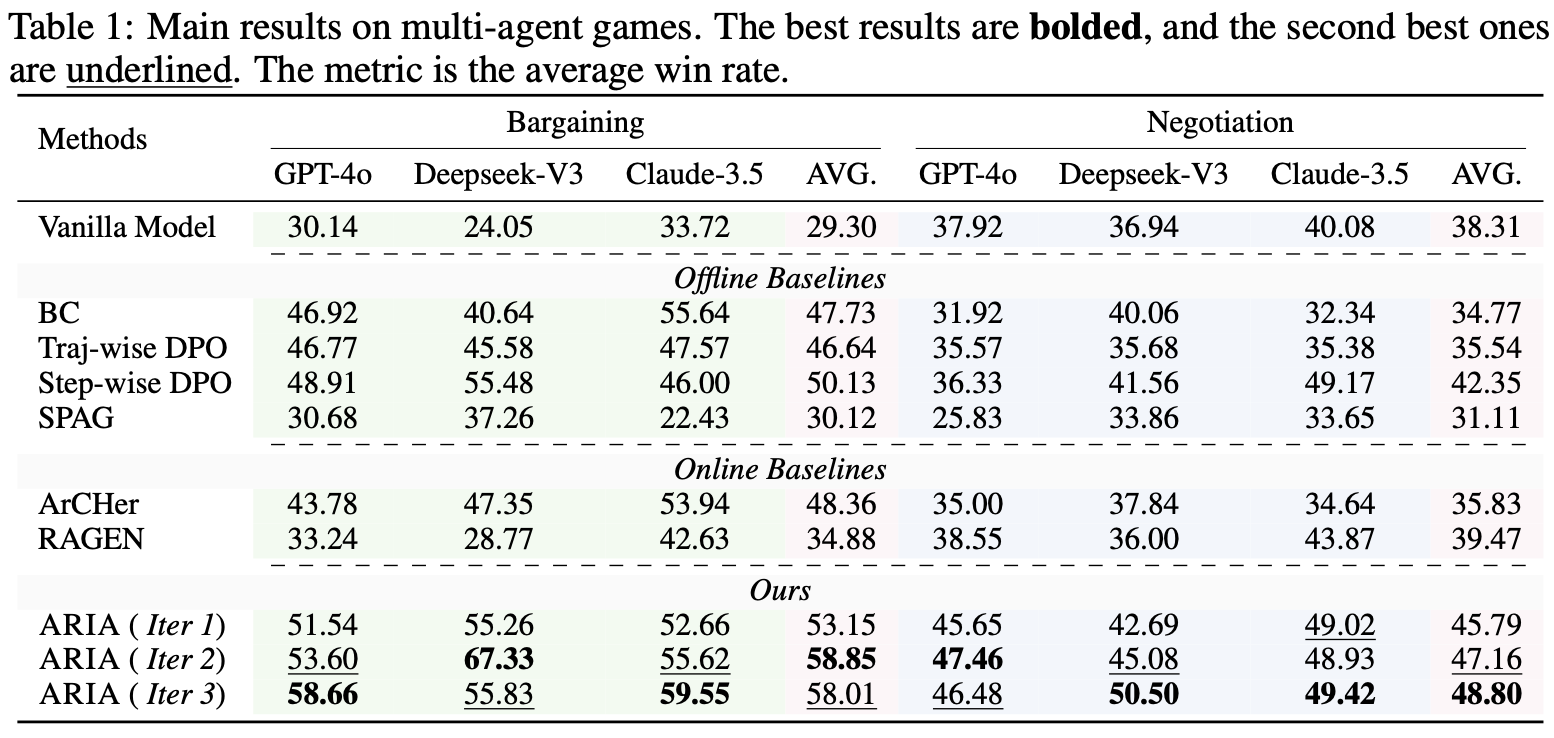 Table 1: Main results on multi-agent games. The best results are bolded, and the second best ones
are underlined. The metric is the average win rate.
Methods Bargaining Negotiation
GPT-4o Deepseek-V3 Claude-3.5 AVG. GPT-4o Deepseek-V3 Claude-3.5 AVG.
Vanilla Model 30.14 24.05 33.72 29.30 37.92 36.94 40.08 38.31
Offline Baselines
BC 46.92 40.64 55.64 47.73 31.92 40.06 32.34 34.77
Traj-wise DPO 46.77 45.58 47.57 46.64 35.57 35.68 35.38 35.54
Step-wise DPO 48.91 55.48 46.00 50.13 36.33 41.56 49.17 42.35
SPAG 30.68 37.26 22.43 30.12 25.83 33.86 33.65 31.11
Online Baselines
ArCHer 43.78 47.35 53.94 48.36 35.00 37.84 34.64 35.83
RAGEN 33.24 28.77 42.63 34.88 38.55 36.00 43.87 39.47
Ours
ARIA ( Iter 1) 51.54 55.26 52.66 53.15 45.65 42.69 49.02 45.79
ARIA ( Iter 2) 53.60 67.33 55.62 58.85 47.46 45.08 48.93 47.16
ARIA ( Iter 3) 58.66 55.83 59.55 58.01 46.48 50.50 49.42 48.80